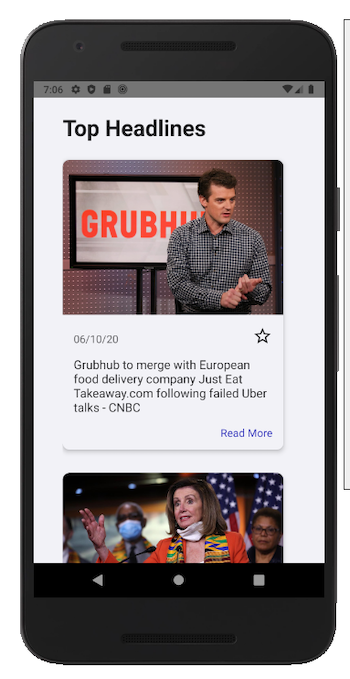 7:06
Top Headlines
GRUBHU
06/10/20
Grubhub to merge with European
food delivery company Just Eat
Takeaway.com following failed Uber
talks - CNBC
Read More